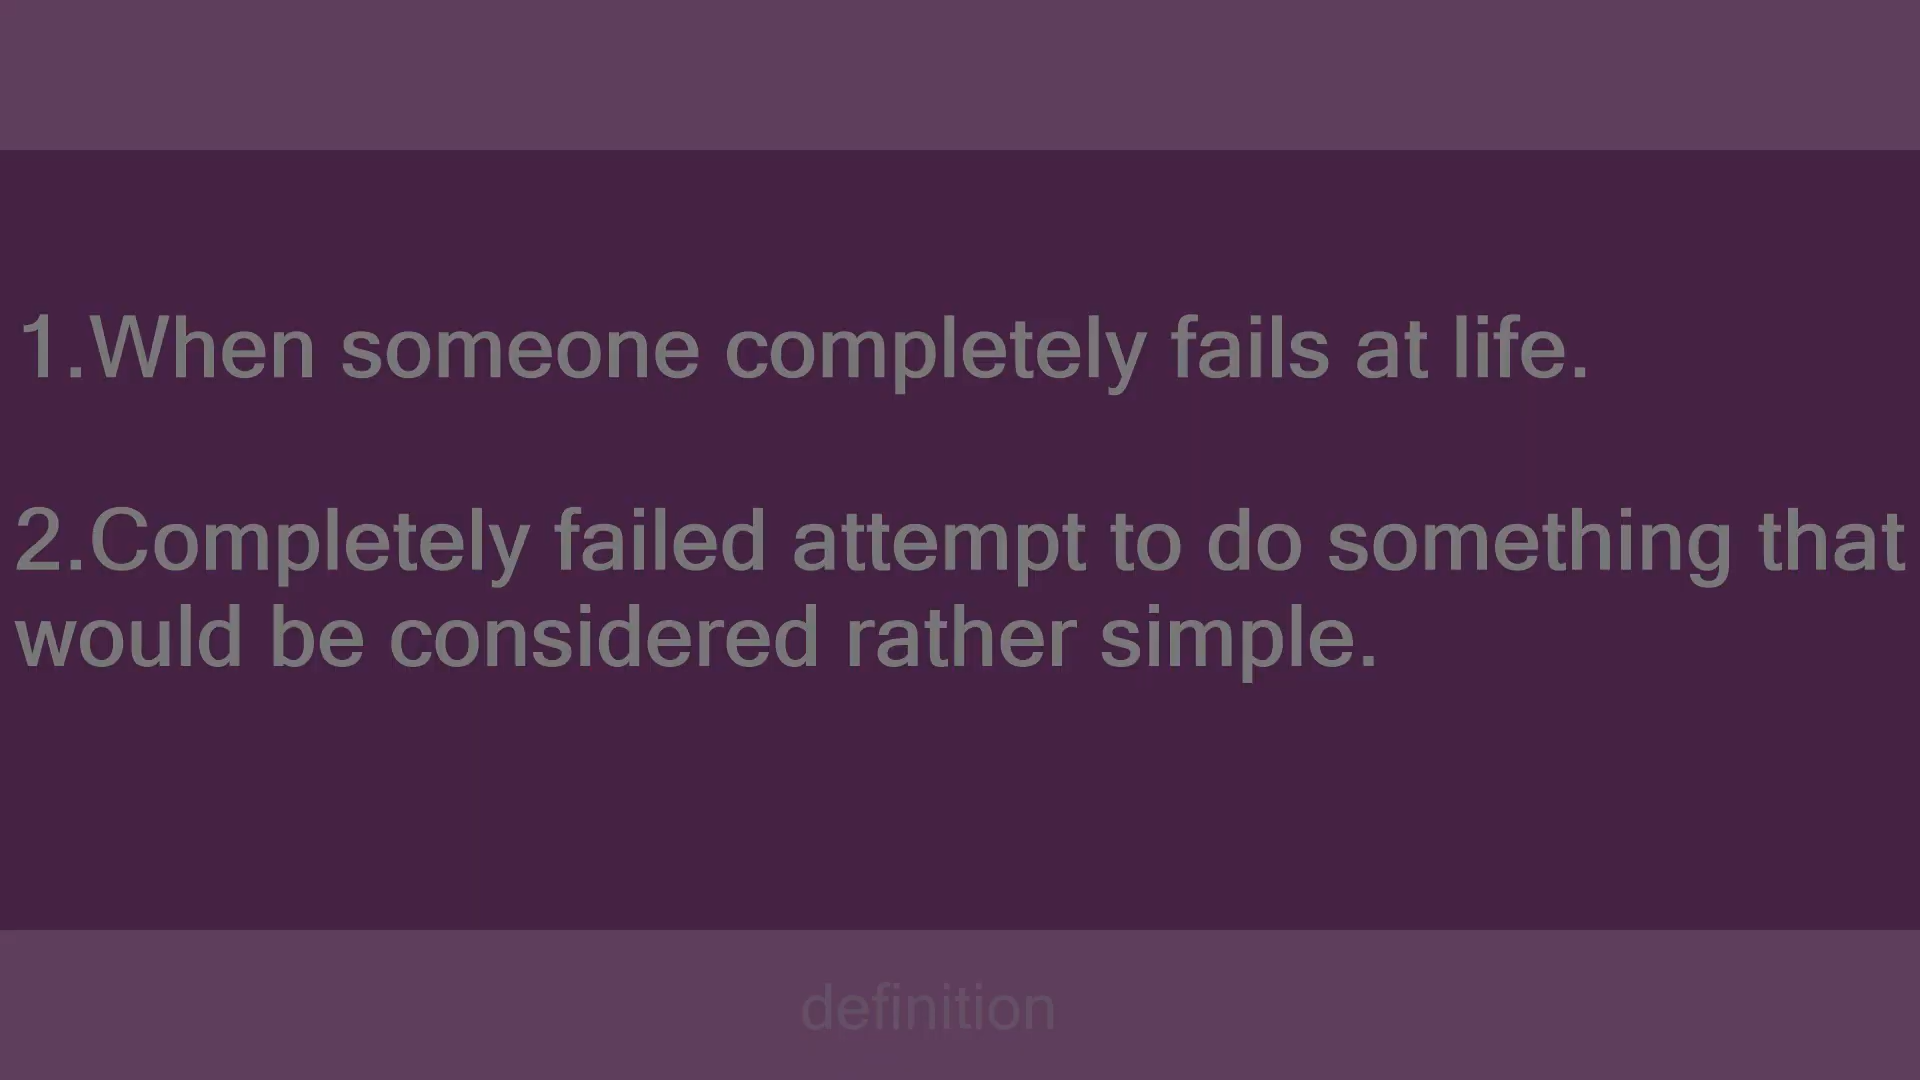 1.When someone completely fails at life.
2.Completely failed attempt to do something that
would be considered rather simple.
definition